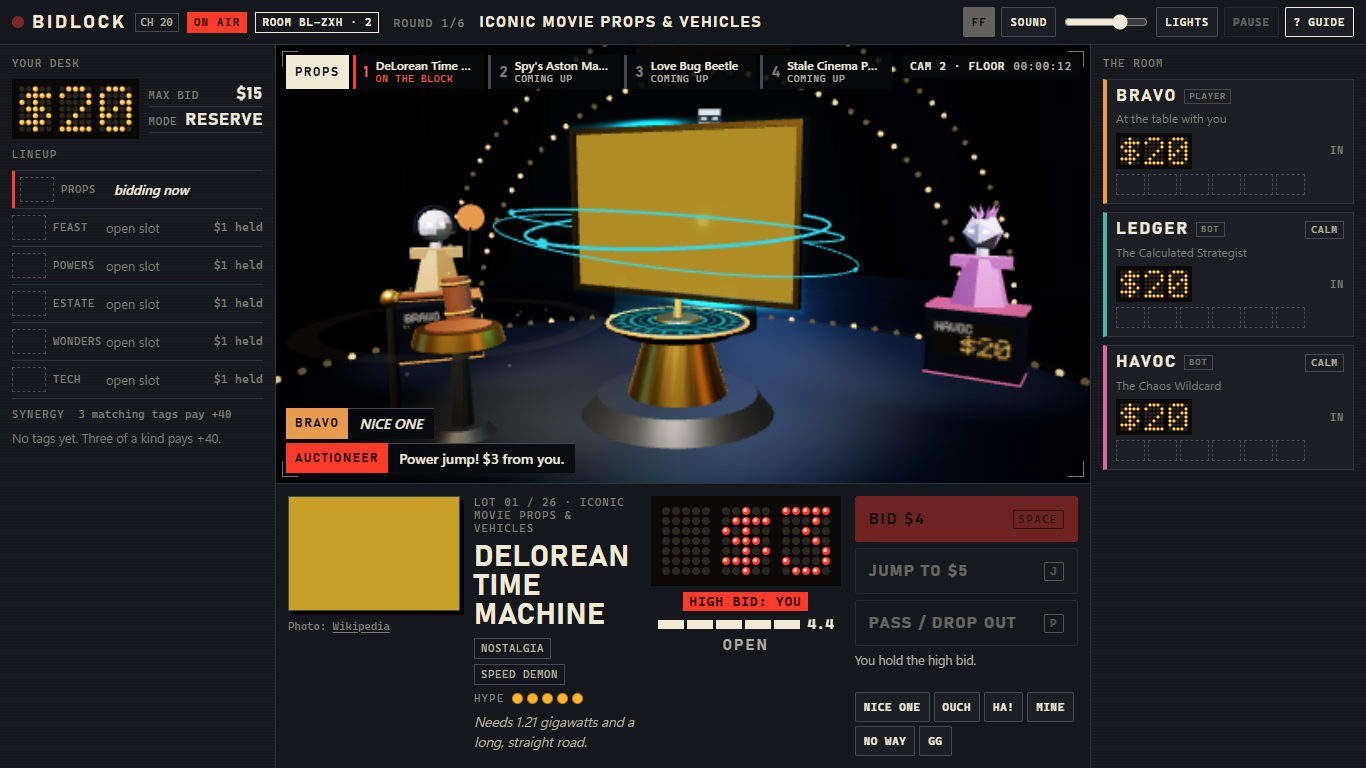 BIDLOCK CH 20 ON AIR ROOM BL-ZXH · 2 ROUND 1/6 ICONIC MOVIE PROPS & VEHICLES FF SOUND LIGHTS PAUSE ? GUIDE
YOUR DESK
$20
MAX BID $15
MODE RESERVE
LINEUP
PROPS bidding now
FEAST open slot $1 held
POWERS open slot $1 held
ESTATE open slot $1 held
WONDERS open slot $1 held
TECH open slot $1 held
SYNERGY 3 matching tags pay +40
No tags yet. Three of a kind pays +40.
PROPS
1 DeLorean Time ...
ON THE BLOCK
2 Spy's Aston Ma...
COMING UP
3 Love Bug Beetle
COMING UP
4 Stale Cinema P...
COMING UP
CAM 2 · FLOOR 00:00:12
BRAVO
HAVOC
$20
BRAVO NICE ONE
AUCTIONEER Power jump! $3 from you.
Photo: Wikipedia
LOT 01 / 26 · ICONIC
MOVIE PROPS &
VEHICLES
DELOREAN
TIME
MACHINE
NOSTALGIA
SPEED DEMON
HYPE
Needs 1.21 gigawatts and a
long, straight road.
$3
HIGH BID: YOU
4.4
OPEN
BID $4 SPACE
JUMP TO $5 J
PASS / DROP OUT P
You hold the high bid.
NICE ONE OUCH HA! MINE
NO WAY GG
THE ROOM
BRAVO PLAYER
At the table with you
$20 IN
LEDGER BOT CALM
The Calculated Strategist
$20 IN
HAVOC BOT CALM
The Chaos Wildcard
$20 IN